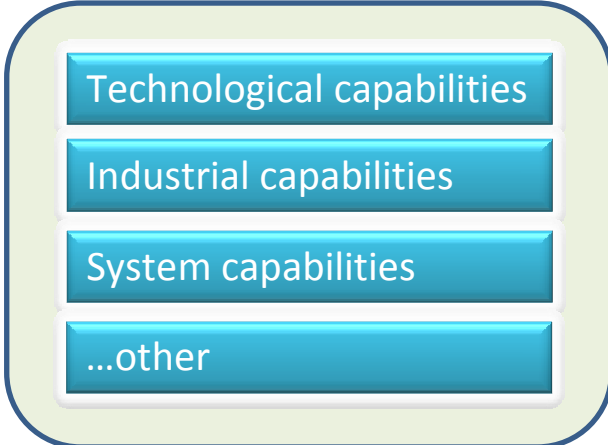 Technological capabilities
Industrial capabilities
System capabilities
…other